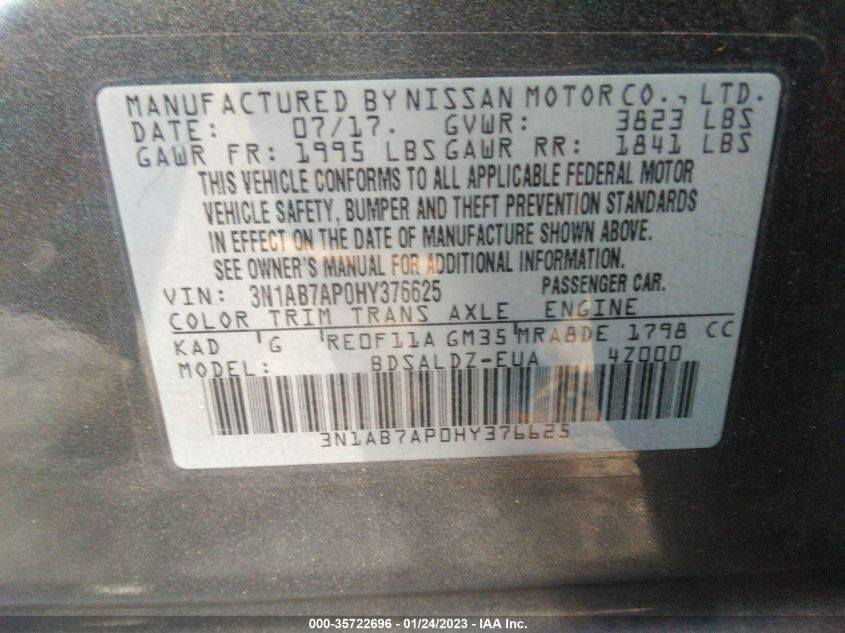 MANUFACTURED BY NISSAN MOTOR CO., LTD.
DATE: 07/17. GVWR: 3823 LBS
GAWR FR: 1995 LBS GAWR RR: 1841 LBS
THIS VEHICLE CONFORMS TO ALL APPLICABLE FEDERAL MOTOR
VEHICLE SAFETY, BUMPER AND THEFT PREVENTION STANDARDS
IN EFFECT ON THE DATE OF MANUFACTURE SHOWN ABOVE.
SEE OWNER'S MANUAL FOR ADDITIONAL INFORMATION.
VIN: 3N1AB7AP0HY376625 PASSENGER CAR.
COLOR TRIM TRANS AXLE ENGINE
KAD G RE0F11A GM35 MRA8DE 1798 CC
MODEL: BDSALDZ-EUA 4Z000
3N1AB7AP0HY376625
000-35722696 - 01/24/2023 - IAA Inc.